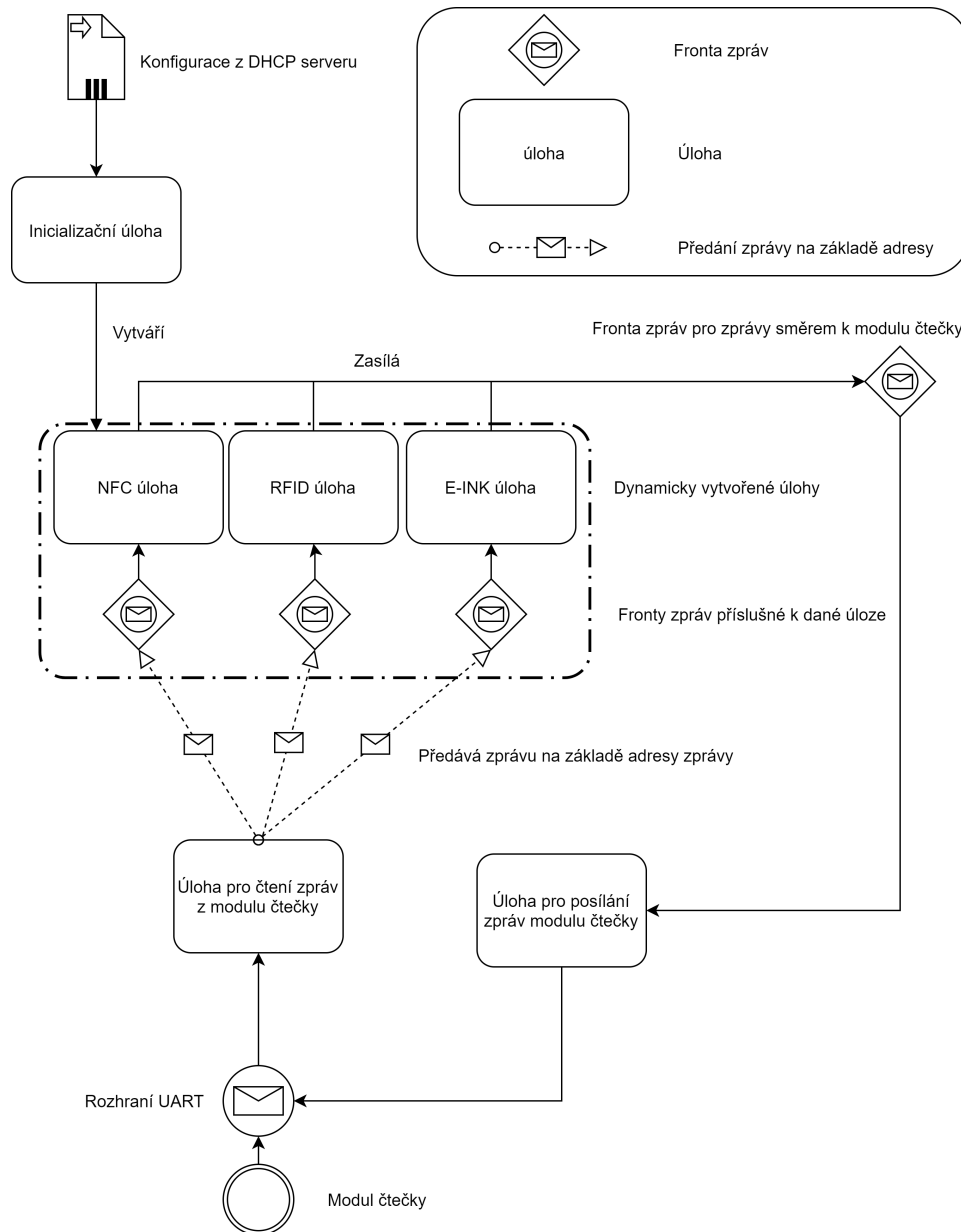 Konfigurace z DHCP serveru
Fronta zpráv
úloha
Úloha
Předání zprávy na základě adresy
Inicializační úloha
Vytváří
Fronta zpráv pro zprávy směrem k modulu čtečky
Zasílá
NFC úloha
RFID úloha
E-INK úloha
Dynamicky vytvořené úlohy
Fronty zpráv příslušné k dané úloze
Předává zprávu na základě adresy zprávy
Úloha pro čtení zpráv
z modulu čtečky
Úloha pro posílání
zpráv modulu čtečky
Rozhraní UART
Modul čtečky